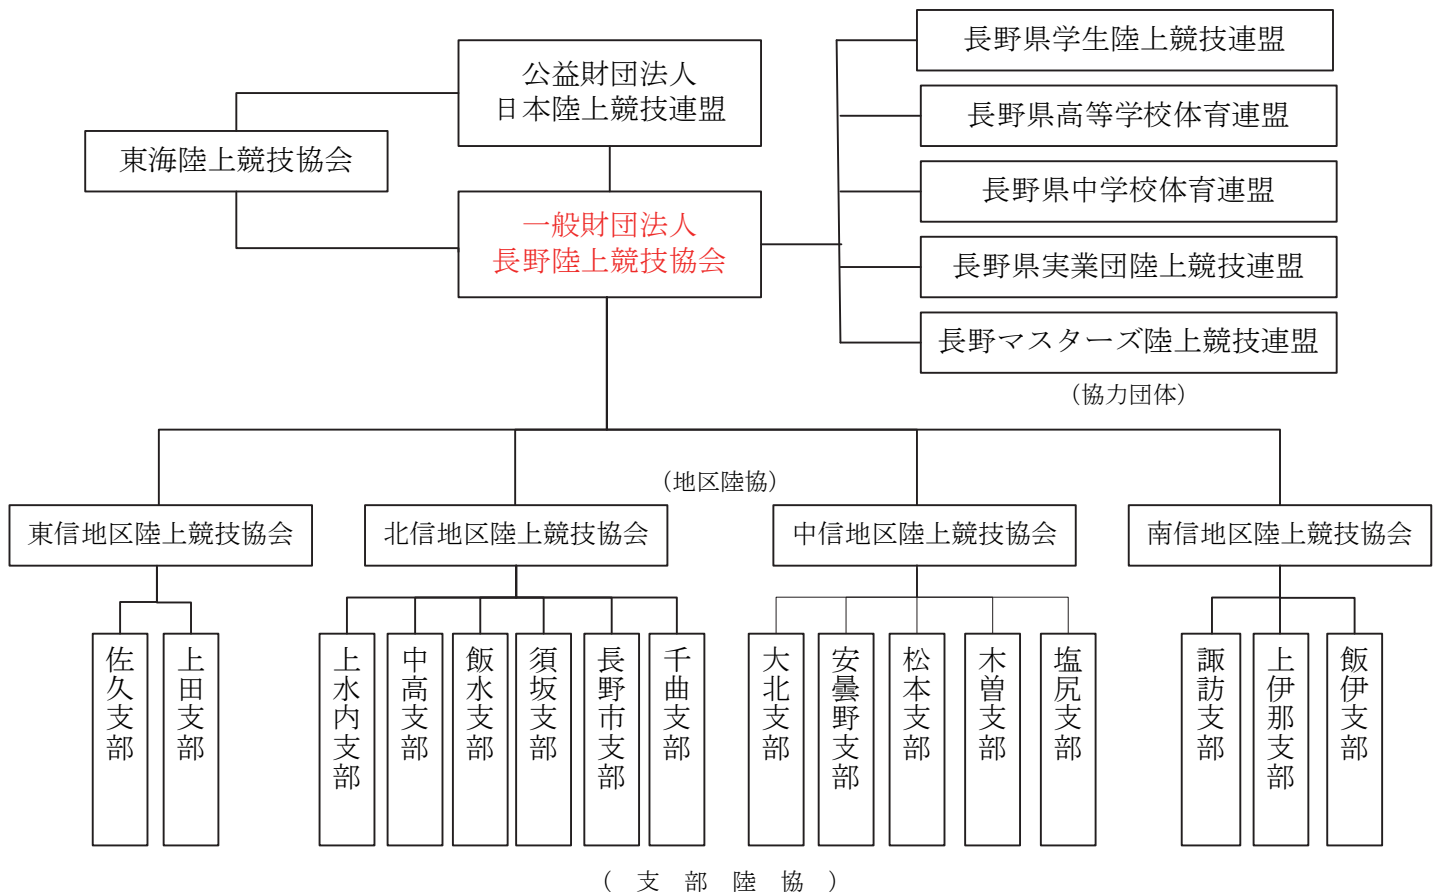 公益財団法人
日本陸上競技連盟
東海陸上競技協会
一般財団法人
長野陸上競技協会
長野県学生陸上競技連盟
長野県高等学校体育連盟
長野県中学校体育連盟
長野県実業団陸上競技連盟
長野マスターズ陸上競技連盟
（協力団体）
（地区陸協）
東信地区陸上競技協会
北信地区陸上競技協会
中信地区陸上競技協会
南信地区陸上競技協会
佐久支部
上田支部
上水内支部
中高支部
飯水支部
須坂支部
長野市支部
千曲支部
大北支部
安曇野支部
松本支部
木曽支部
塩尻支部
諏訪支部
上伊那支部
飯伊支部
（ 支 部 陸 協 ）